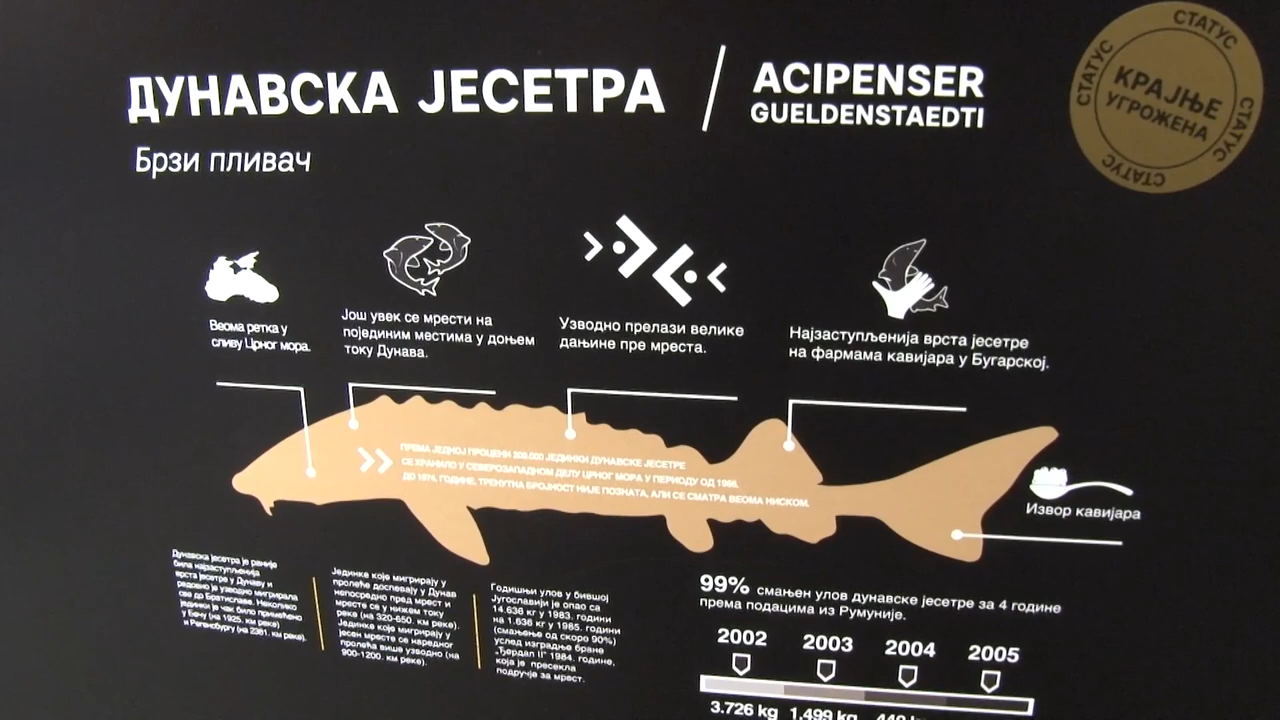 ДУНАВСКА ЈЕСЕТРА / ACIPENSER
GUELDENSTAEDTI
Брзи пливач
СТАТУС
СТАТУС
СТАТУС
СТАТУС
КРАЈЊЕ
УГРОЖЕНА
Веома ретка у
сливу Црног мора.
Још увек се мрести на
појединим местима у доњем
току Дунава.
Узводно прелази велике
даљине пре мреста.
Најзаступљенија врста јесетре
на фармама кавијара у Бугарској.
ПРЕМА ЈЕДНОЈ ПРОЦЕНИ ЈЕДИНКИ ДУНАВСКЕ ЈЕСЕТРЕ
СЕ ХРАНИЛО У СЕВЕРОЗАПАДНОМ ДЕЛУ ЦРНОГ МОРА У ПЕРИОДУ ОД
ДО 1974. ГОДИНЕ. ТРЕНУТНА БРОЈНОСТ НИЈЕ ПОЗНАТА, АЛИ СЕ СМАТРА ВЕОМА НИСКОМ.
Извор кавијара
Дунавска јесетра је раније
била најзаступљенија
врста јесетре у Дунаву и
редовно је узводно мигрирала
све до Братиславе. Неколико
јединки је чак било примећено
у Бечу (на 1925. км реке)
и Регензбургу (на 2381. км реке).
Јединке које мигрирају у
пролеће доспевају у Дунав
непосредно пред мрест и
мресте се у нижем току
реке (на 320-650. км реке).
Јединке које мигрирају у
јесен мресте се наредног
пролећа више узводно (на
900-1200. км реке).
Годишњи улов у бившој
Југославији је опао са
14.636 кг у 1983. години
на 1.636 кг у 1985. години
(смањење од скоро 90%)
услед изградње бране
„Ђердап II" 1984. године,
која је пресекла
подручје за мрест.
99% смањен улов дунавске јесетре за 4 године
према подацима из Румуније.
2002 2003 2004 2005
3.726 kg 1.499 kg